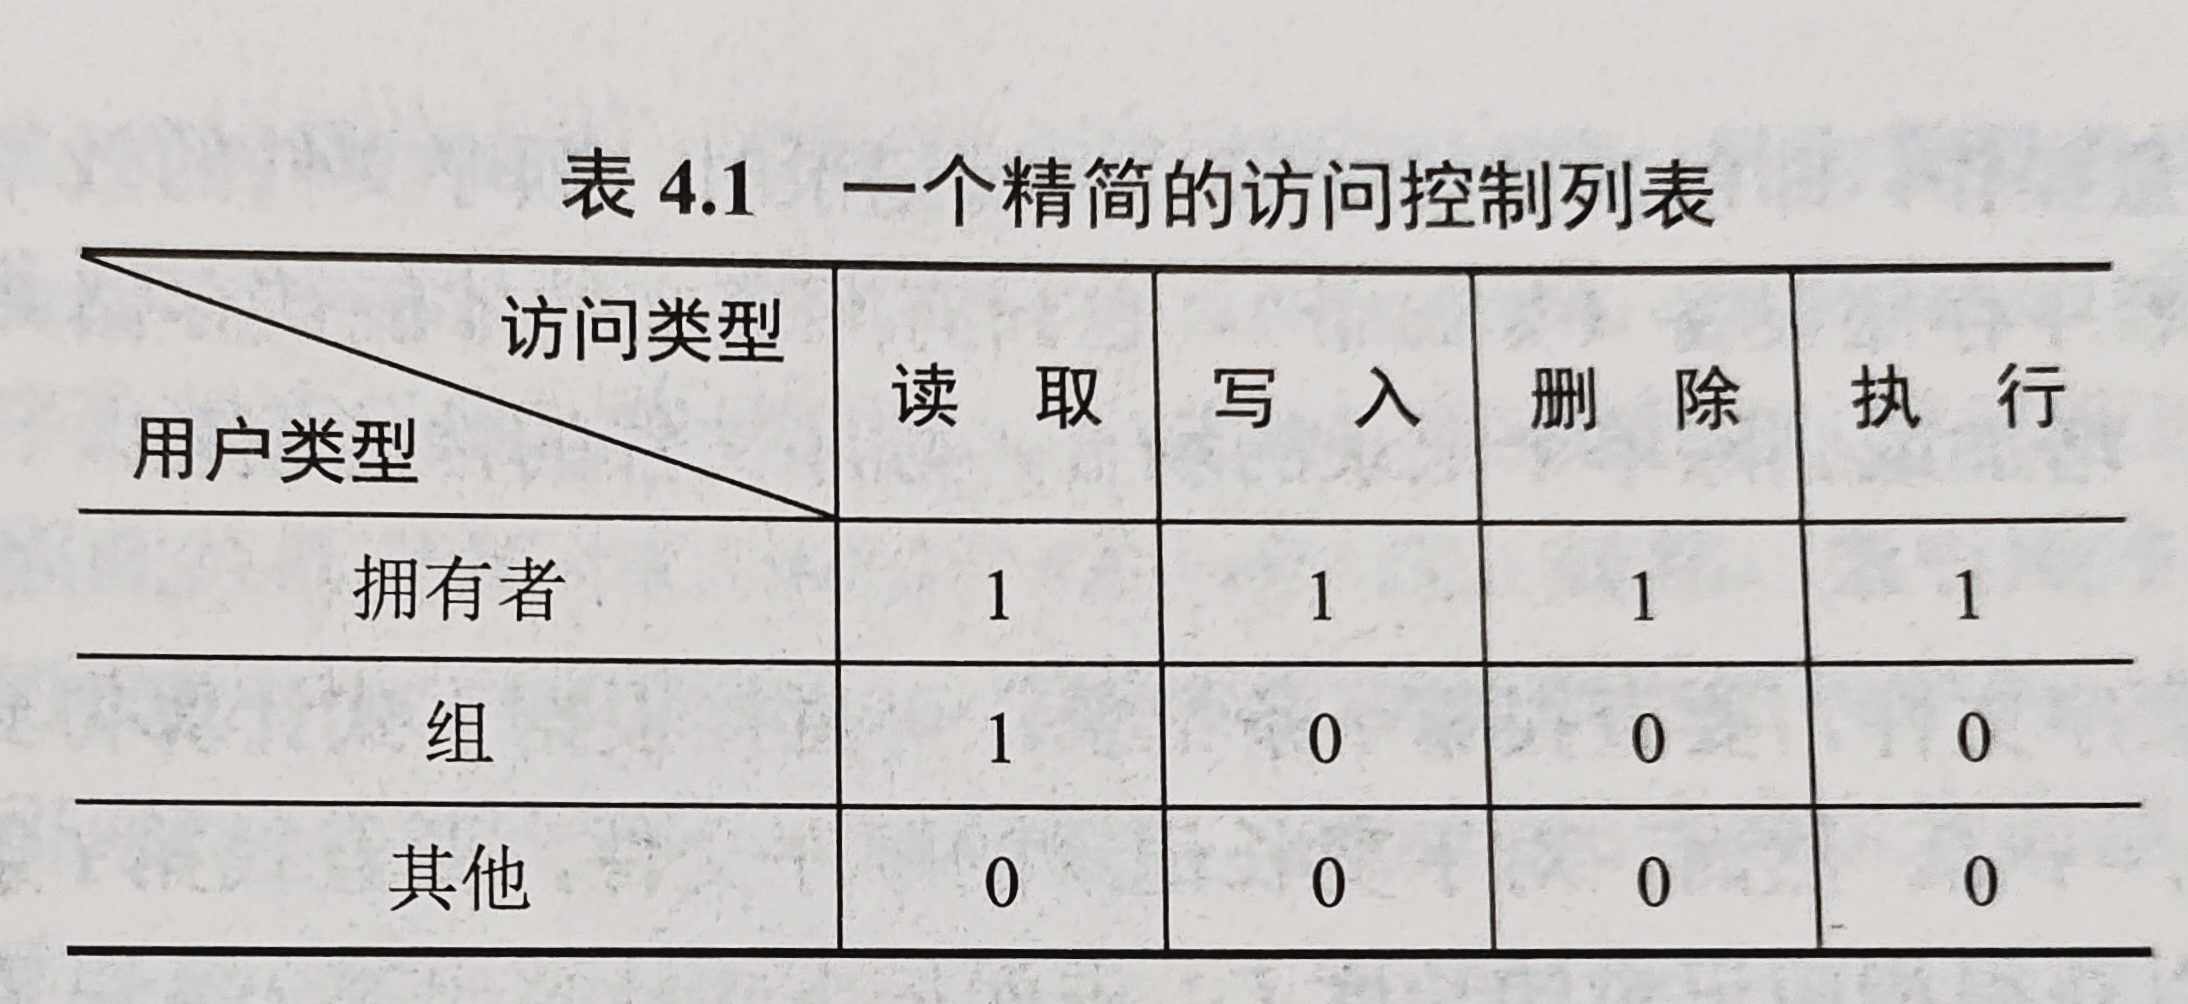 表 4.1 一个精简的访问控制列表
访问类型
用户类型
读 取 写 入 删 除 执 行
拥有者 1 1 1 1
组 1 0 0 0
其他 0 0 0 0